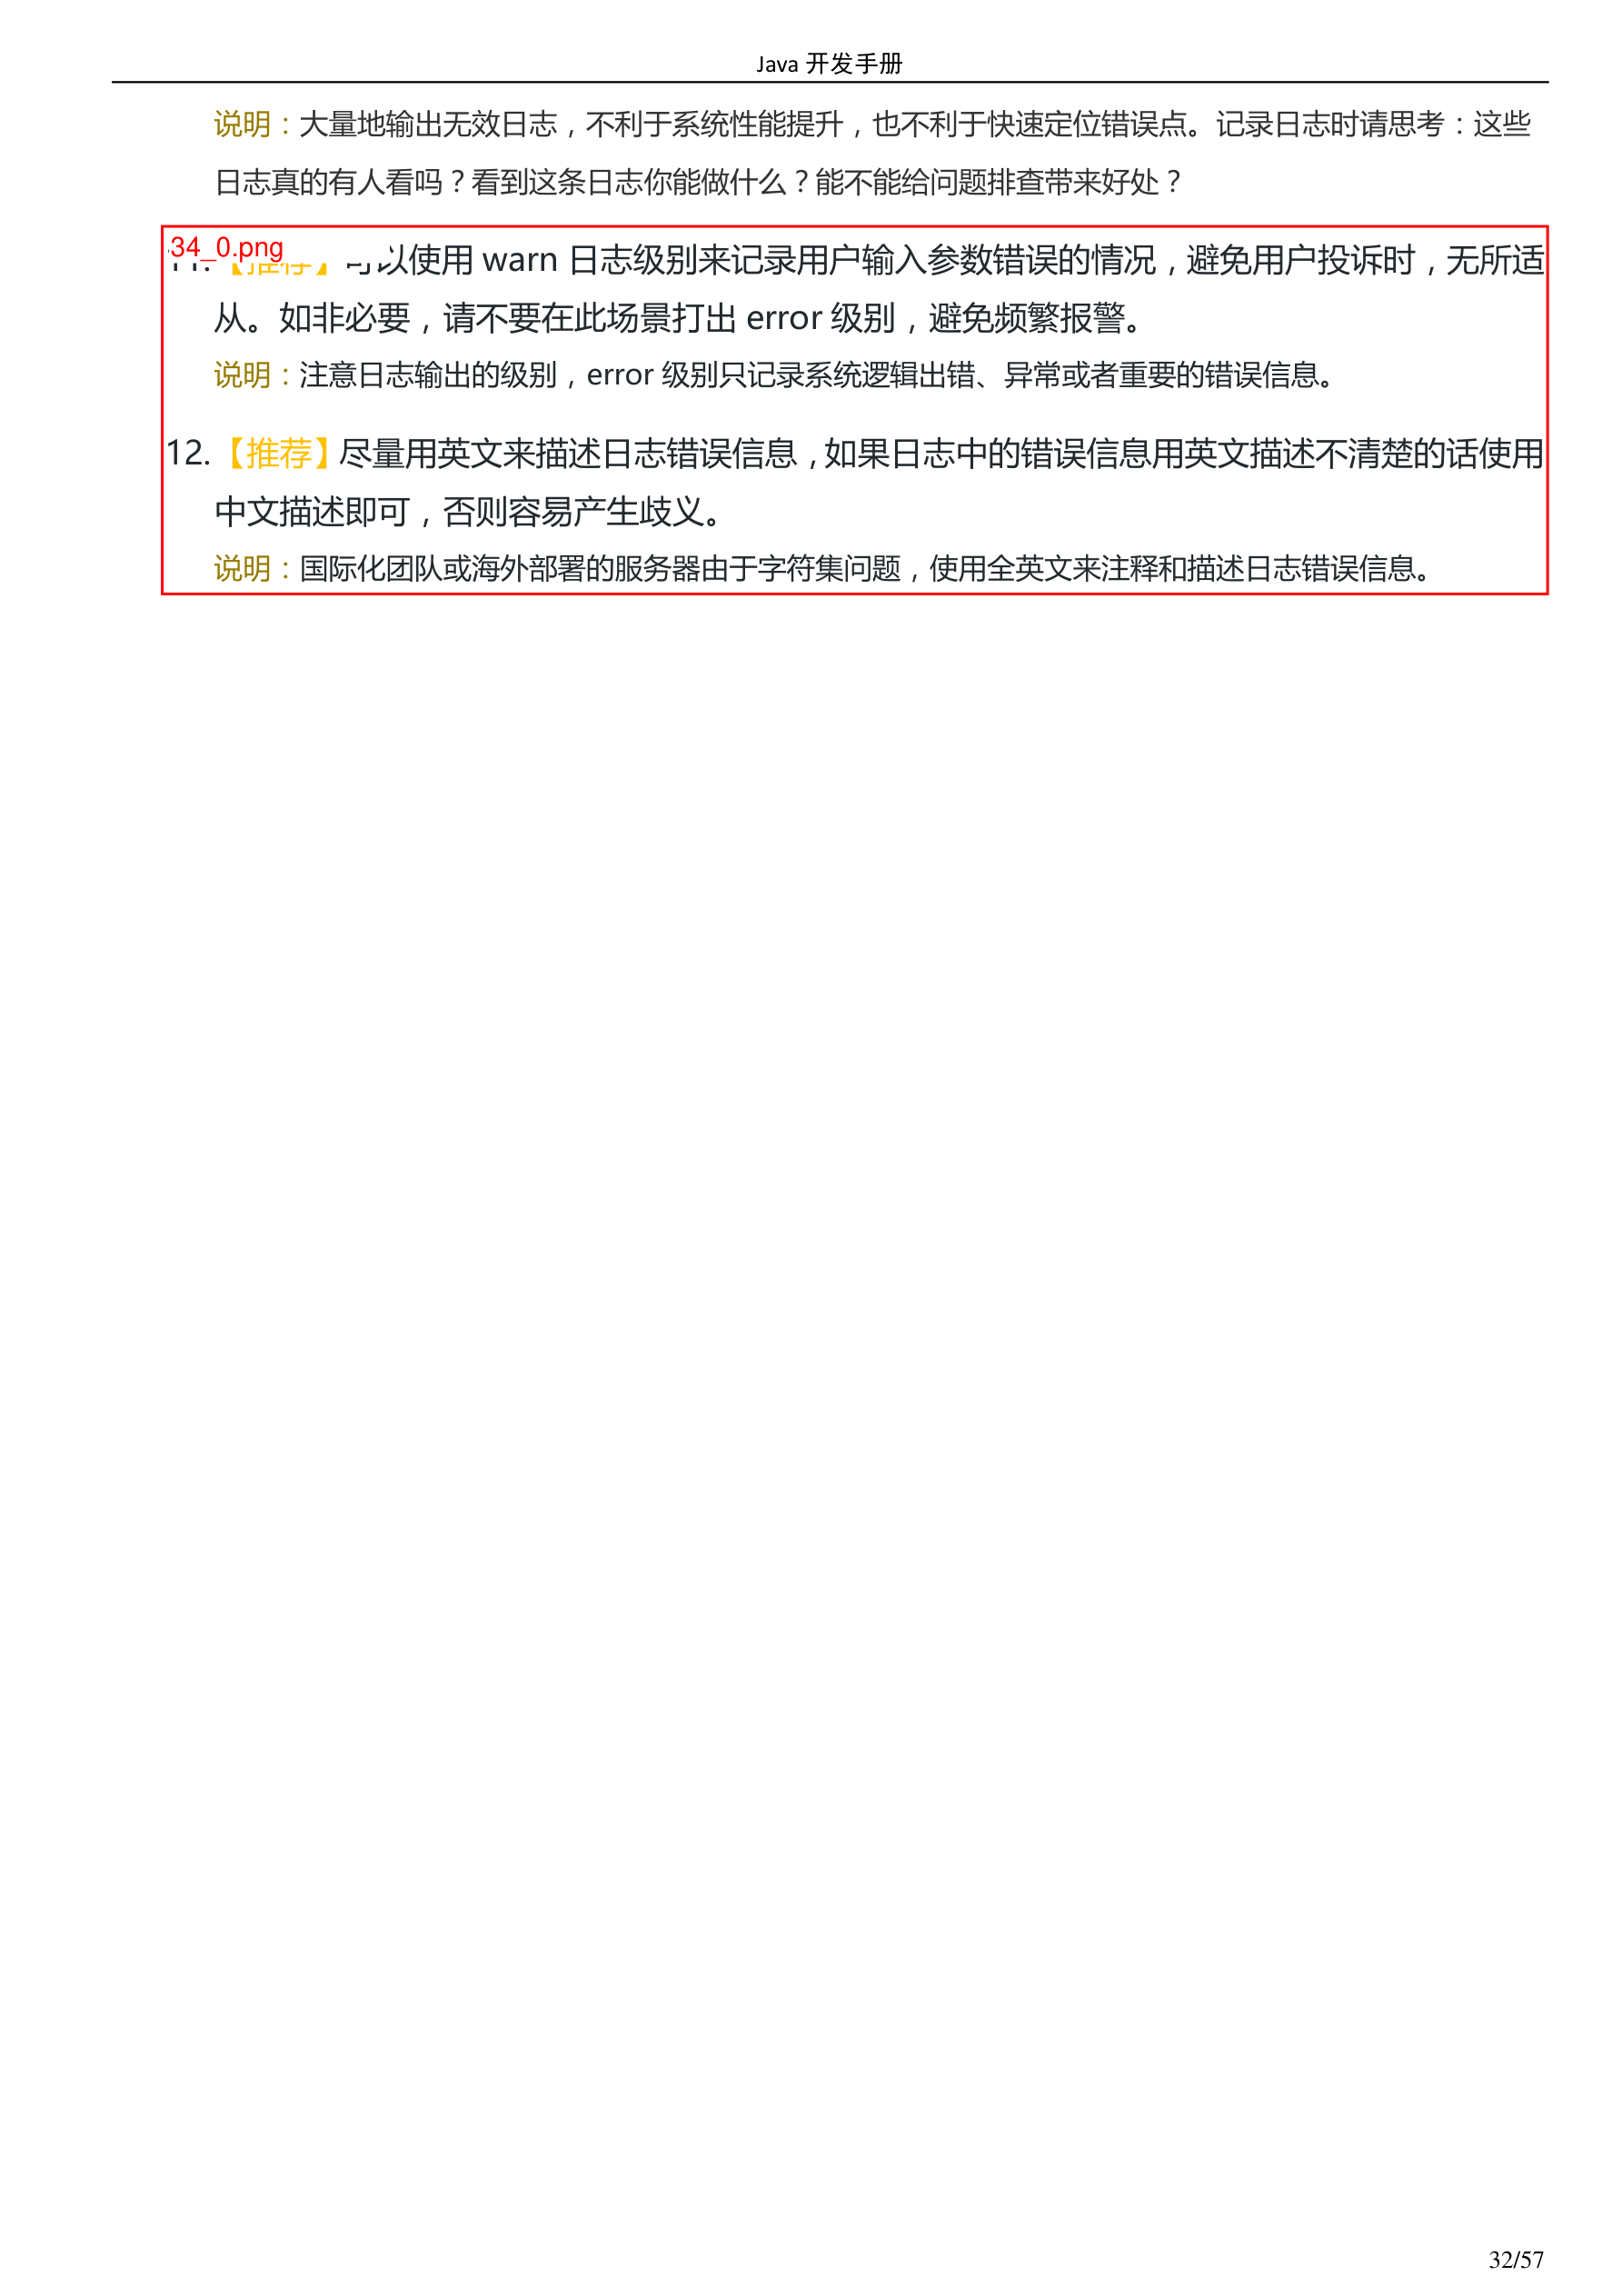 Java 开发手册
说明：大量地输出无效日志，不利于系统性能提升，也不利于快速定位错误点。记录日志时请思考：这些
日志真的有人看吗？看到这条日志你能做什么？能不能给问题排查带来好处？
34_0.png
以使用 warn 日志级别来记录用户输入参数错误的情况，避免用户投诉时，无所适
从。如非必要，请不要在此场景打出 error 级别，避免频繁报警。
说明：注意日志输出的级别，error 级别只记录系统逻辑出错、异常或者重要的错误信息。
12.【推荐】尽量用英文来描述日志错误信息，如果日志中的错误信息用英文描述不清楚的话使用
中文描述即可，否则容易产生歧义。
说明：国际化团队或海外部署的服务器由于字符集问题，使用全英文来注释和描述日志错误信息。
32/57